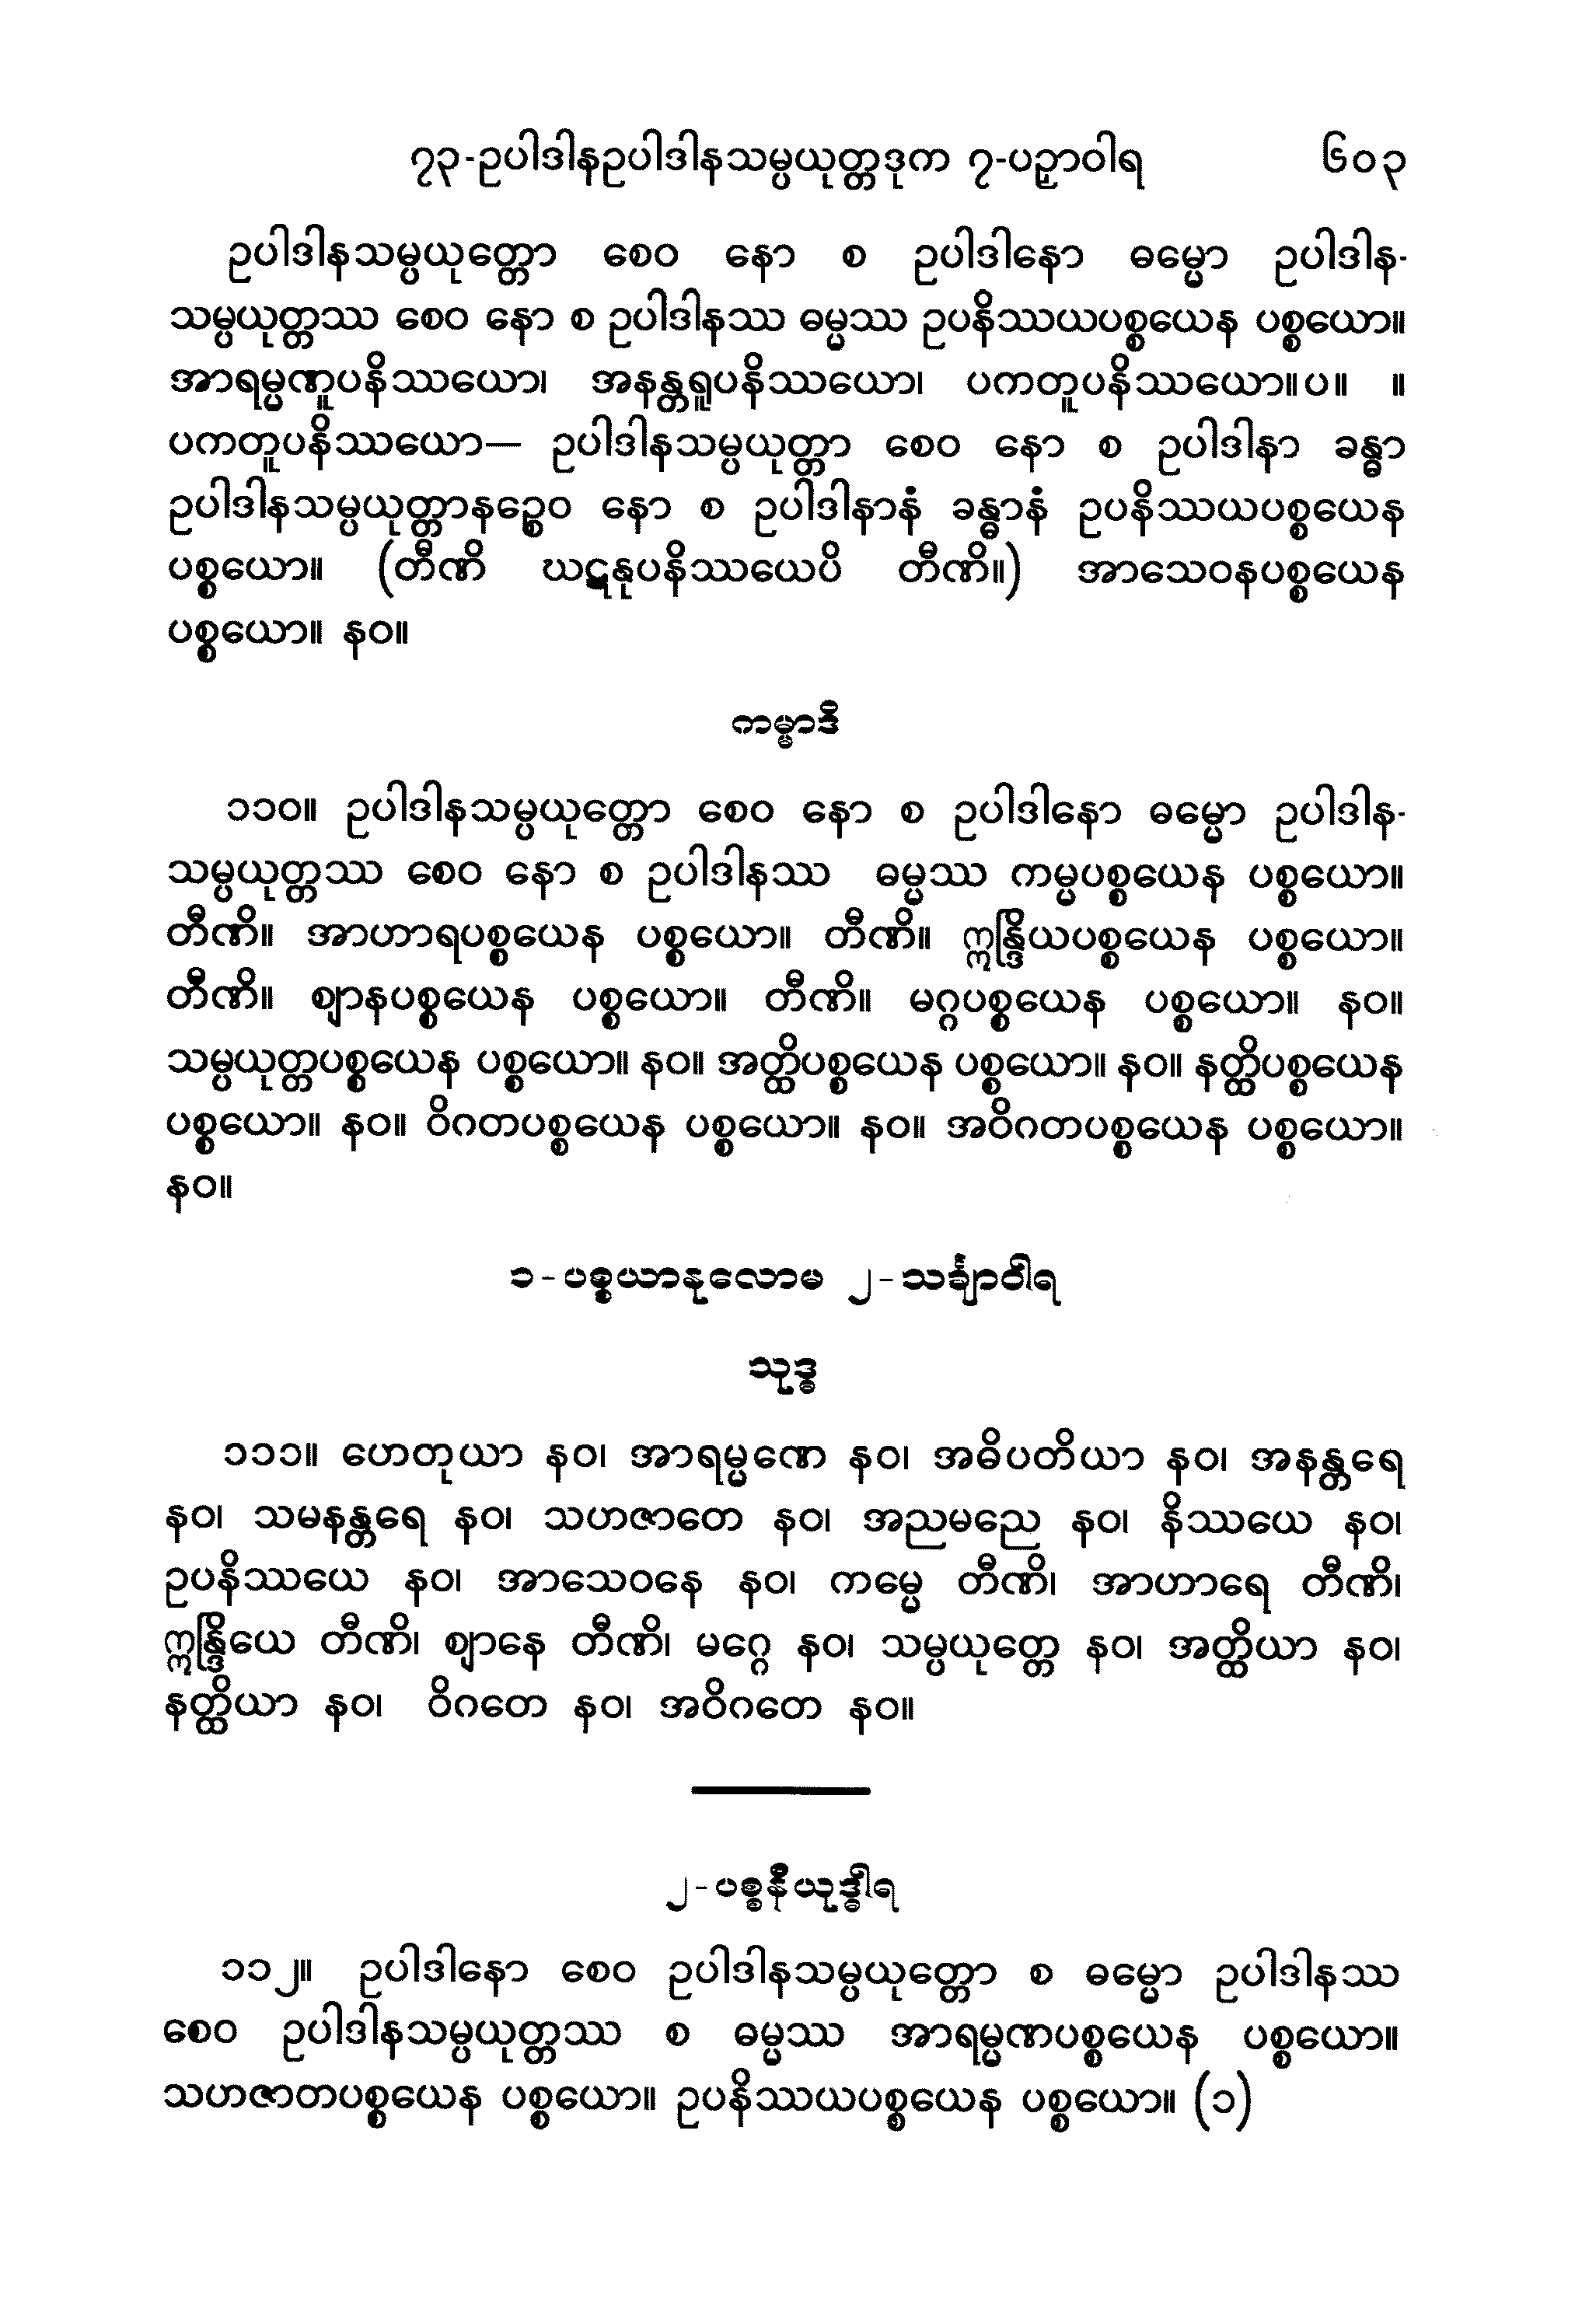 ၇၃-ဥပါဒါနဥပါဒါနသမ္ပယုတ္တဒုက ၇-ပဉှာဝါရ ၆၀၃
ဥပါဒါနသမ္ပယုတ္တော စေဝ နော စ ဥပါဒါနော ဓမ္မော ဥပါဒါန-
သမ္ပယုတ္တဿ စေဝ နော စ ဥပါဒါနဿ ဓမ္မဿ ဥပနိဿယပစ္စယေန ပစ္စယော။
အာရမ္မဏူပနိဿယော၊ အနန္တရူပနိဿယော၊ ပကတူပနိဿယော။ပ။ ။
ပကတူပနိဿယော— ဥပါဒါနသမ္ပယုတ္တာ စေဝ နော စ ဥပါဒါနာ ခန္ဓာ
ဥပါဒါနသမ္ပယုတ္တာနဉ္စေဝ နော စ ဥပါဒါနာနံ ခန္ဓာနံ ဥပနိဿယပစ္စယေန
ပစ္စယော။ (တီဏိ ဃဋ္ဋနုပနိဿယေပိ တီဏိ။) အာသေဝနပစ္စယေန
ပစ္စယော။ နဝ။
ကမ္မာဒိ
၁၁၀။ ဥပါဒါနသမ္ပယုတ္တော စေဝ နော စ ဥပါဒါနော ဓမ္မော ဥပါဒါန-
သမ္ပယုတ္တဿ စေဝ နော စ ဥပါဒါနဿ ဓမ္မဿ ကမ္မပစ္စယေန ပစ္စယော။
တီဏိ။ အာဟာရပစ္စယေန ပစ္စယော။ တီဏိ။ ဣန္ဒြိယပစ္စယေန ပစ္စယော။
တီဏိ။ ဈာနပစ္စယေန ပစ္စယော။ တီဏိ။ မဂ္ဂပစ္စယေန ပစ္စယော။ နဝ။
သမ္ပယုတ္တပစ္စယေန ပစ္စယော။ နဝ။ အတ္ထိပစ္စယေန ပစ္စယော။ နဝ။ နတ္ထိပစ္စယေန
ပစ္စယော။ နဝ။ ဝိဂတပစ္စယေန ပစ္စယော။ နဝ။ အဝိဂတပစ္စယေန ပစ္စယော။
နဝ။
၁-ပစ္စယာနုလောမ ၂-သင်္ချာဝါရ
သုဒ္ဓ
၁၁၁။ ဟေတုယာ နဝ၊ အာရမ္မဏေ နဝ၊ အဓိပတိယာ နဝ၊ အနန္တရေ
နဝ၊ သမနန္တရေ နဝ၊ သဟဇာတေ နဝ၊ အညမညေ နဝ၊ နိဿယေ နဝ၊
ဥပနိဿယေ နဝ၊ အာသေဝနေ နဝ၊ ကမ္မေ တီဏိ၊ အာဟာရေ တီဏိ၊
ဣန္ဒြိယေ တီဏိ၊ ဈာနေ တီဏိ၊ မဂ္ဂေ နဝ၊ သမ္ပယုတ္တေ နဝ၊ အတ္ထိယာ နဝ၊
နတ္ထိယာ နဝ၊ ဝိဂတေ နဝ၊ အဝိဂတေ နဝ။
၂-ပစ္စနီယုဒ္ဓါရ
၁၁၂။ ဥပါဒါနော စေဝ ဥပါဒါနသမ္ပယုတ္တော စ ဓမ္မော ဥပါဒါနဿ
စေဝ ဥပါဒါနသမ္ပယုတ္တဿ စ ဓမ္မဿ အာရမ္မဏပစ္စယေန ပစ္စယော။
သဟဇာတပစ္စယေန ပစ္စယော။ ဥပနိဿယပစ္စယေန ပစ္စယော။ (၁)